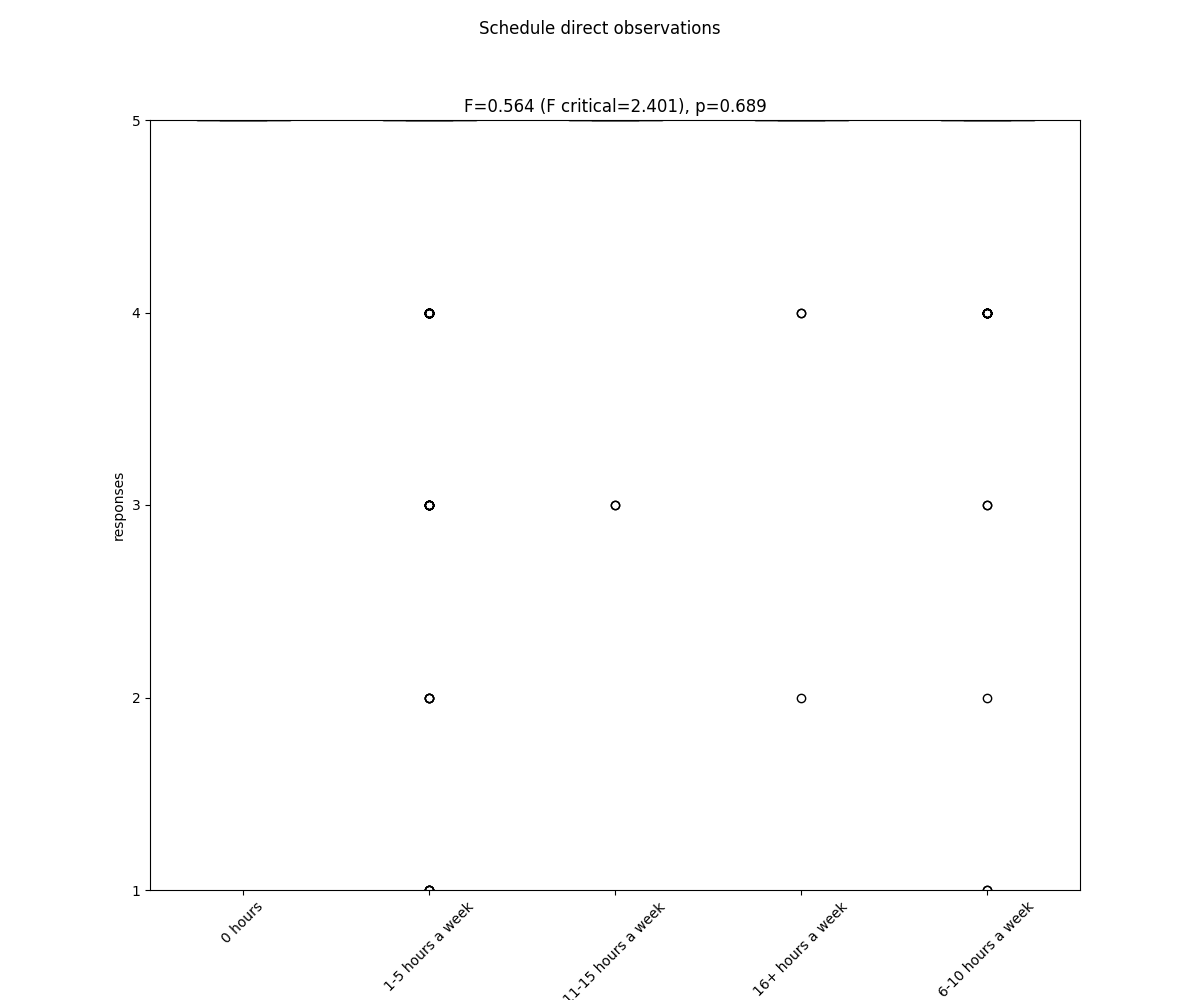 Schedule direct observations
F=0.564 (F critical=2.401), p=0.689
5
4
responses
3
2
1
0 hours
1-5 hours a week
11-15 hours a week
16+ hours a week
6-10 hours a week